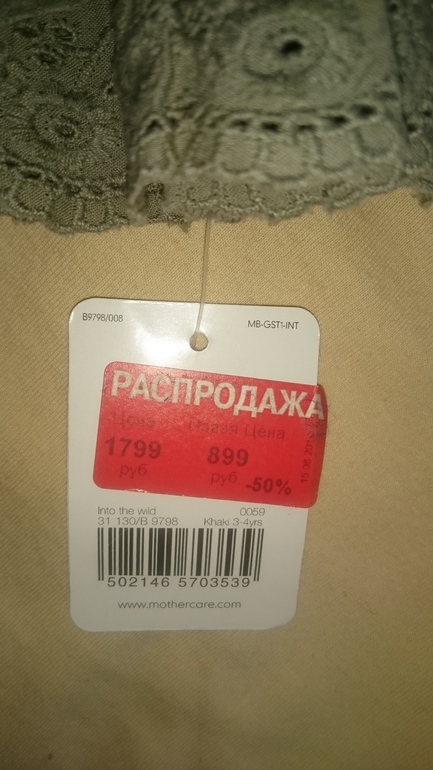 B9798/008 MB-GST1-INT
РАСПРОДАЖА
Цена Новая Цена
1799 899
руб руб -50%
Into the wild 0059
31 130/B 9798 Khaki 3-4yrs
502146 5703539
www.mothercare.com